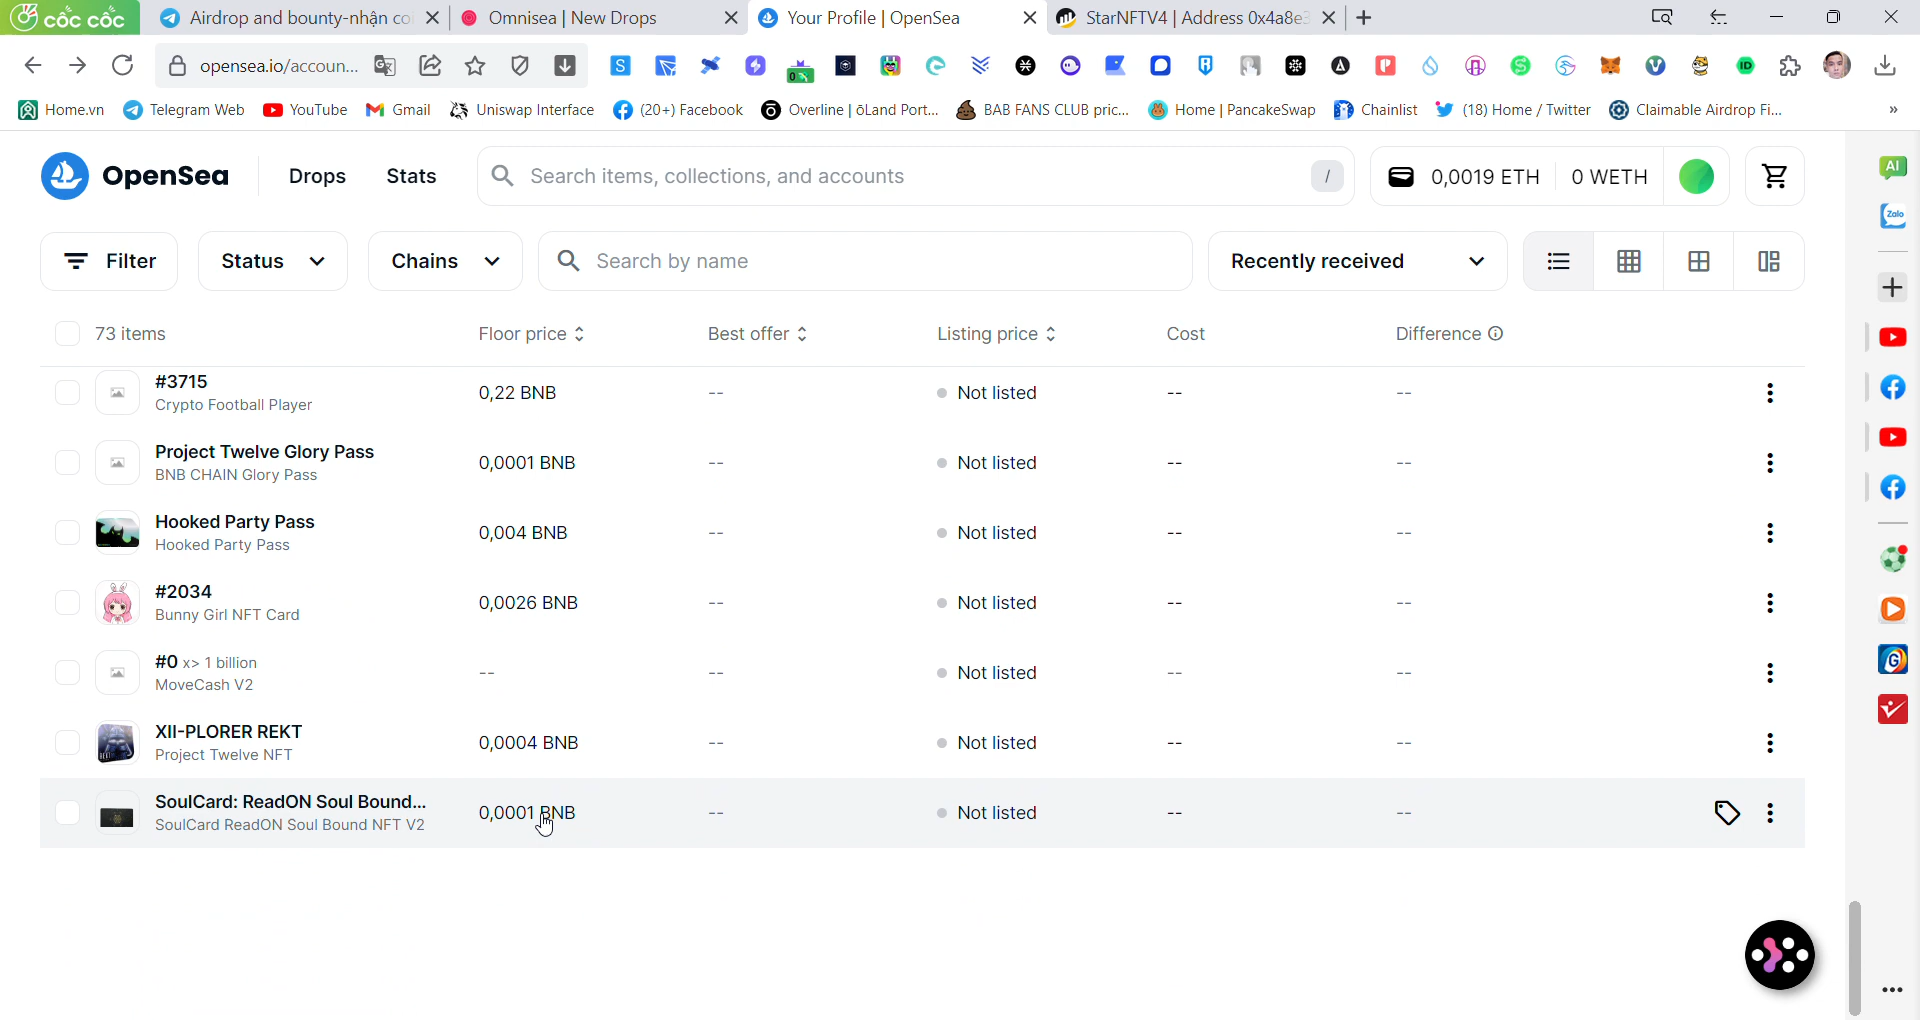 cốc cốc
Airdrop and bounty-nhận co
Omnisea | New Drops
Your Profile | OpenSea
StarNFTV4 | Address 0x4a8e3
opensea.io/accoun...
Home.vn
Telegram Web
YouTube
Gmail
Uniswap Interface
(20+) Facebook
Overline | ōLand Port...
BAB FANS CLUB pric...
Home | PancakeSwap
Chainlist
(18) Home / Twitter
Claimable Airdrop Fi...
»
OpenSea
Drops
Stats
Search items, collections, and accounts
/
0,0019 ETH
0 WETH
AI
Zalo
Filter
Status
Chains
Search by name
Recently received
73 items
Floor price
Best offer
Listing price
Cost
Difference
#3715
Crypto Football Player
0,22 BNB
--
Not listed
--
--
Project Twelve Glory Pass
BNB CHAIN Glory Pass
0,0001 BNB
--
Not listed
--
--
Hooked Party Pass
Hooked Party Pass
0,004 BNB
--
Not listed
--
--
#2034
Bunny Girl NFT Card
0,0026 BNB
--
Not listed
--
--
#0 x> 1 billion
MoveCash V2
--
--
Not listed
--
--
XII-PLORER REKT
Project Twelve NFT
0,0004 BNB
--
Not listed
--
--
SoulCard: ReadON Soul Bound...
SoulCard ReadON Soul Bound NFT V2
0,0001 BNB
--
Not listed
--
--